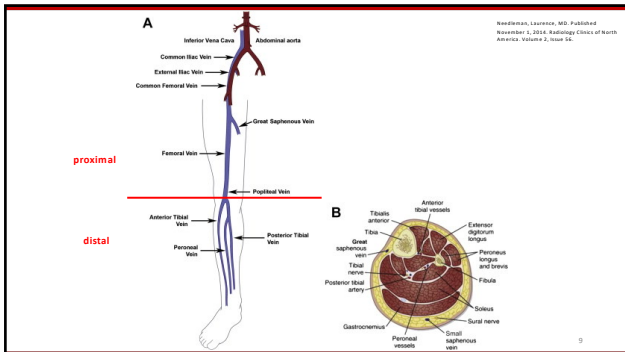 Needleman, Laurence, MD. Published
November 1, 2014. Radiology Clinics of North
America. Volume 2, Issue 56.
A
Inferior Vena Cava
Abdominal aorta
Common Iliac Vein
External Iliac Vein
Common Femoral Vein
Great Saphenous Vein
proximal
Femoral Vein
Popliteal Vein
distal
Anterior Tibial
Vein
Posterior Tibial
Vein
Peroneal
Vein
B
Anterior
tibial vessels
Tibialis
anterior
Tibia
Great
saphenous
vein
Tibial
nerve
Posterior tibial
artery
Gastrocnemus
Peroneal
vessels
Extensor
digitorum
longus
Peroneus
longus
and brevis
Fibula
Soleus
Sural nerve
Small
saphenous
vein
9